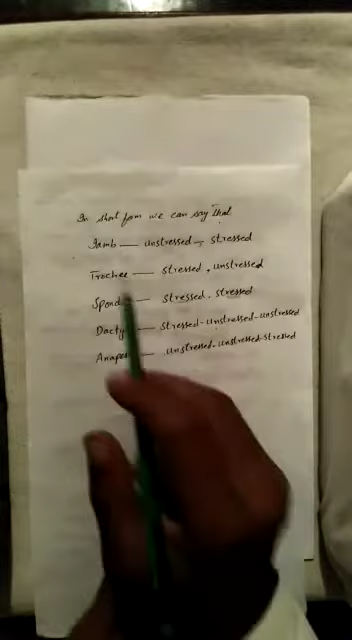 In short form we can say that
Iamb — unstressed, stressed
Trochee — stressed, unstressed
Spond — stressed. stressed
Dacty — stressed-unstressed-unstressed
Anape — unstressed-unstressed-stressed